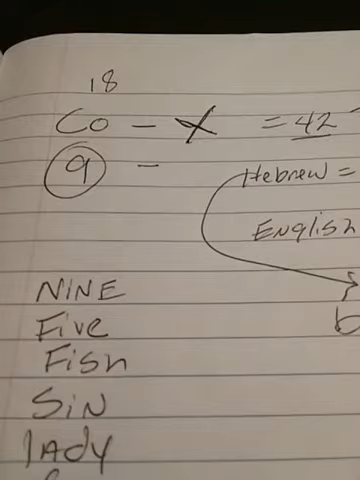 18
Co - X = 42
9 -
Hebrew =
English
NINE
Five
Fish
SiN
lAdy